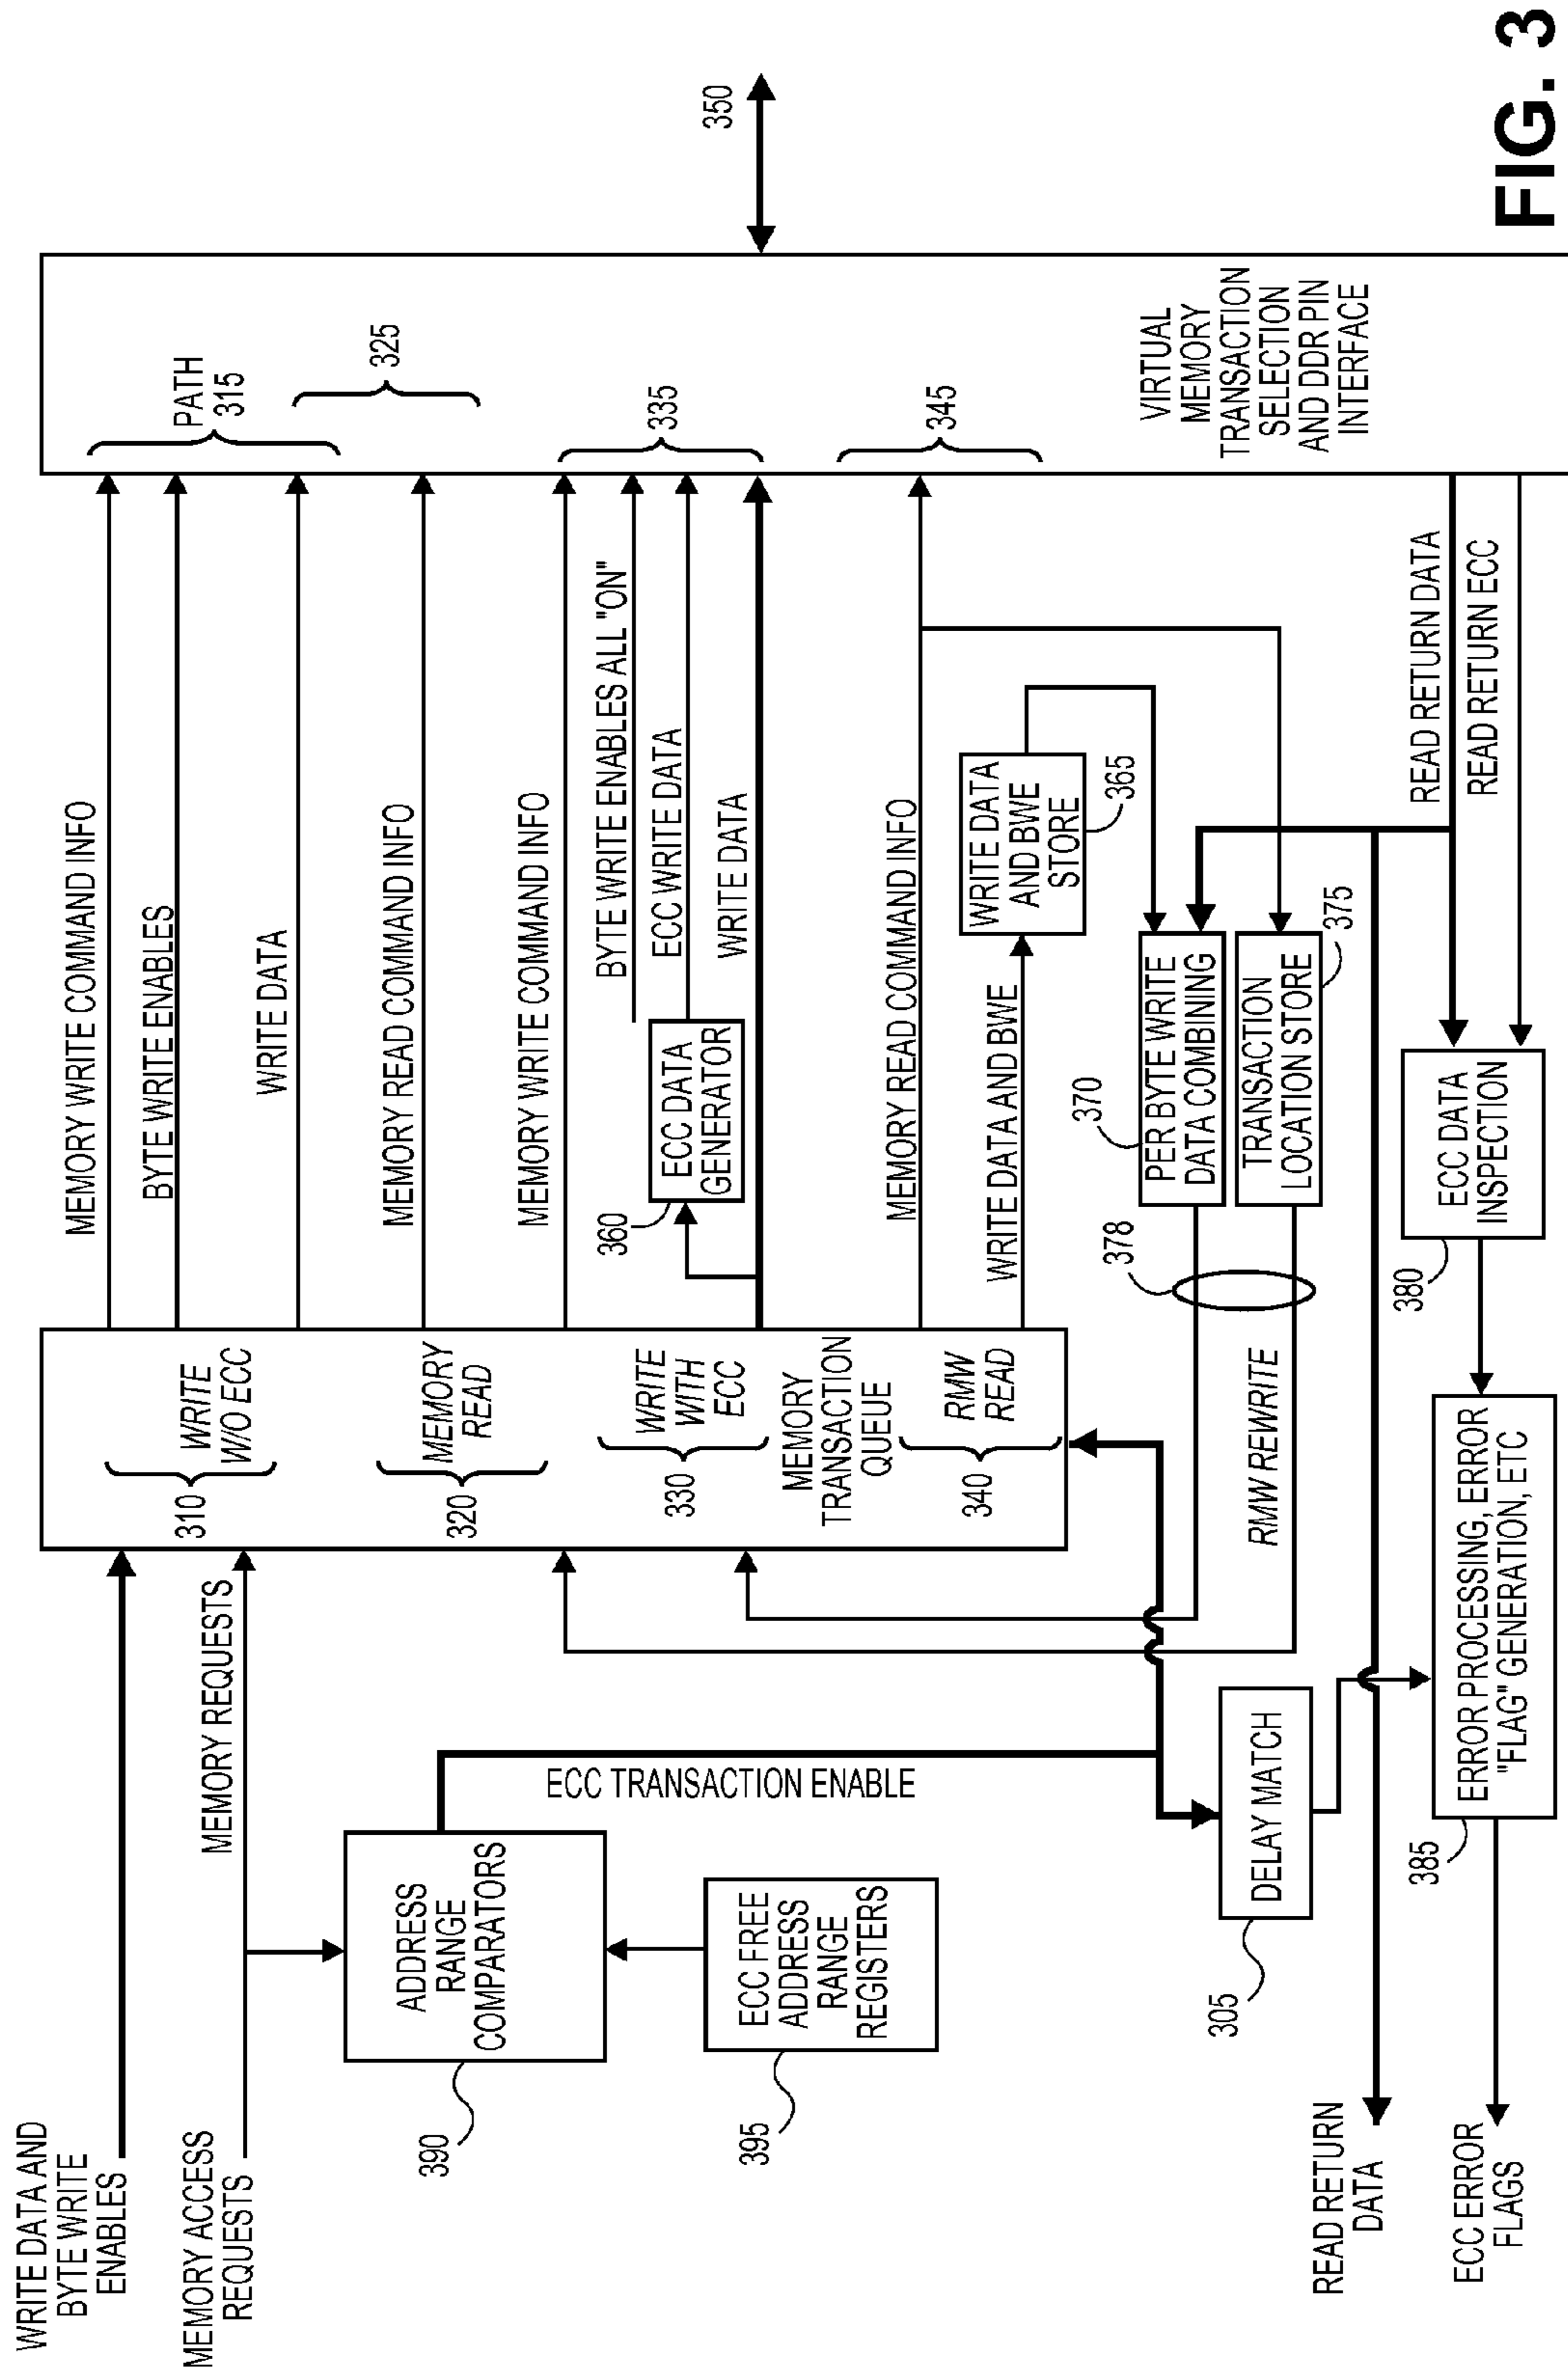 WRITE DATA AND
BYTE WRITE
ENABLES
MEMORY ACCESS
REQUESTS
MEMORY REQUESTS
390
ADDRESS
RANGE
COMPARATORS
395
ECC FREE
ADDRESS
RANGE
REGISTERS
ECC TRANSACTION ENABLE
305
DELAY MATCH
READ RETURN
DATA
ECC ERROR
FLAGS
310
WRITE
W/O ECC
320
MEMORY
READ
330
WRITE
WITH
ECC
MEMORY
TRANSACTION
QUEUE
340
RMW
READ
RMW REWRITE
378
385
ERROR PROCESSING, ERROR
"FLAG" GENERATION, ETC
MEMORY WRITE COMMAND INFO
BYTE WRITE ENABLES
WRITE DATA
MEMORY READ COMMAND INFO
MEMORY WRITE COMMAND INFO
BYTE WRITE ENABLES ALL "ON"
360
ECC DATA
GENERATOR
ECC WRITE DATA
WRITE DATA
MEMORY READ COMMAND INFO
WRITE DATA AND BWE
WRITE DATA
AND BWE
STORE
365
370
PER BYTE WRITE
DATA COMBINING
TRANSACTION
LOCATION STORE
375
380
ECC DATA
INSPECTION
READ RETURN DATA
READ RETURN ECC
PATH
315
325
335
345
VIRTUAL
MEMORY
TRANSACTION
SELECTION
AND DDR PIN
INTERFACE
350
FIG. 3